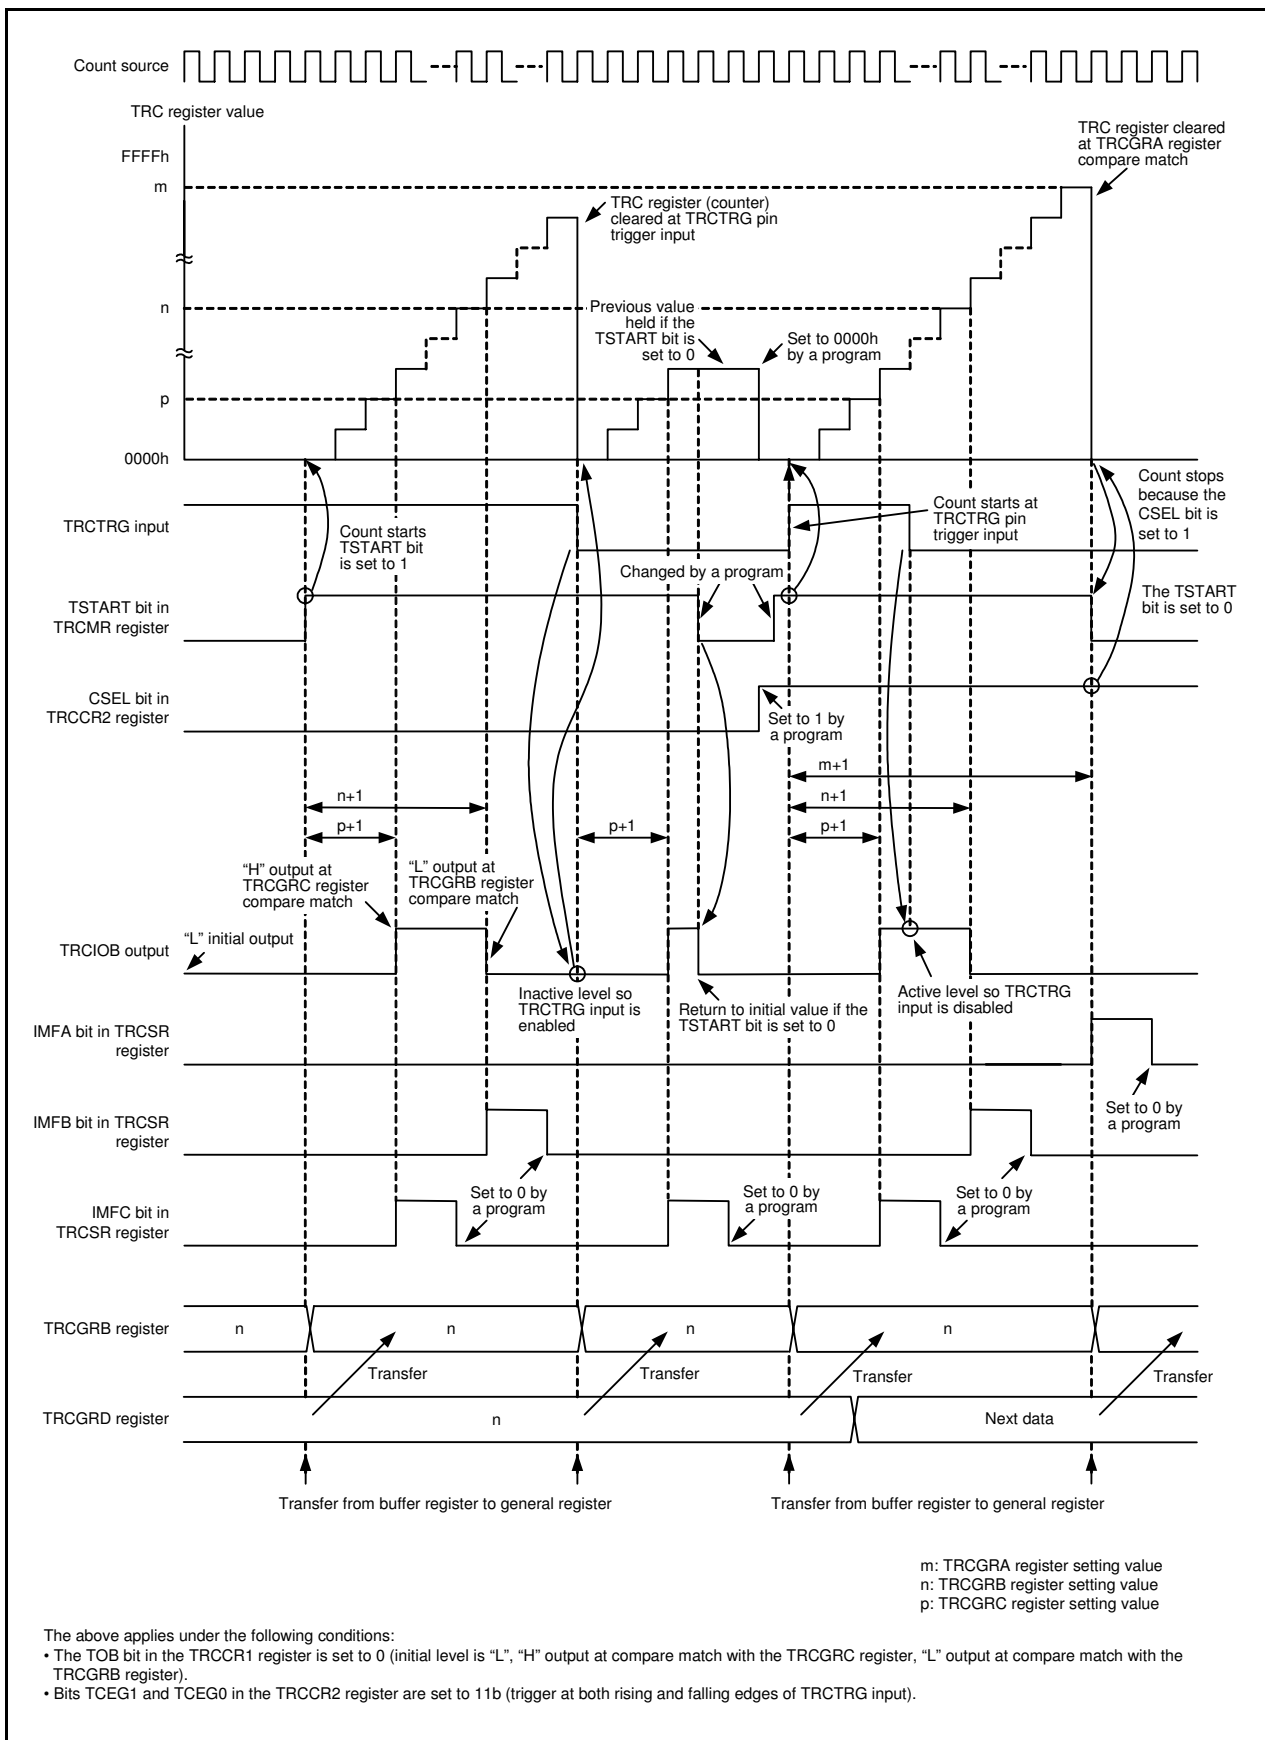 Count source
TRC register value
FFFFh
m
n
p
0000h
TRC register cleared
at TRCGRA register
compare match
TRC register (counter)
cleared at TRCTRG pin
trigger input
Previous value
held if the
TSTART bit is
set to 0
Set to 0000h
by a program
TRCTRG input
Count starts
TSTART bit
is set to 1
Count starts at
TRCTRG pin
trigger input
Count stops
because the
CSEL bit is
set to 1
Changed by a program
TSTART bit in
TRCMR register
The TSTART
bit is set to 0
CSEL bit in
TRCCR2 register
Set to 1 by
a program
m+1
n+1
n+1
p+1
p+1
p+1
“H” output at
TRCGRC register
compare match
“L” output at
TRCGRB register
compare match
“L” initial output
TRCIOB output
Inactive level so
TRCTRG input is
enabled
Return to initial value if the
TSTART bit is set to 0
Active level so TRCTRG
input is disabled
IMFA bit in TRCSR
register
Set to 0 by
a program
IMFB bit in TRCSR
register
Set to 0 by
a program
Set to 0 by
a program
Set to 0 by
a program
IMFC bit in
TRCSR register
TRCGRB register
n
n
n
n
Transfer
Transfer
Transfer
Transfer
TRCGRD register
n
Next data
Transfer from buffer register to general register
Transfer from buffer register to general register
m: TRCGRA register setting value
n: TRCGRB register setting value
p: TRCGRC register setting value
The above applies under the following conditions:
• The TOB bit in the TRCCR1 register is set to 0 (initial level is “L”, “H” output at compare match with the TRCGRC register, “L” output at compare match with the
TRCGRB register).
• Bits TCEG1 and TCEG0 in the TRCCR2 register are set to 11b (trigger at both rising and falling edges of TRCTRG input).